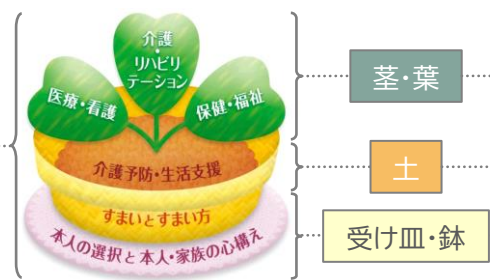 介護
・
リハビリ
テーション
医療・看護
保健・福祉
介護予防・生活支援
すまいとすまい方
本人の選択と本人・家族の心構え
茎・葉
土
受け皿・鉢